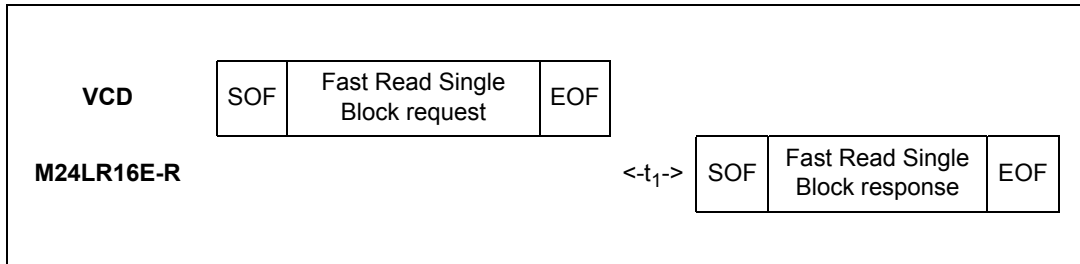 VCD SOF Fast Read Single EOF
Block request
M24LR16E-R <-t1-> SOF Fast Read Single EOF
Block response